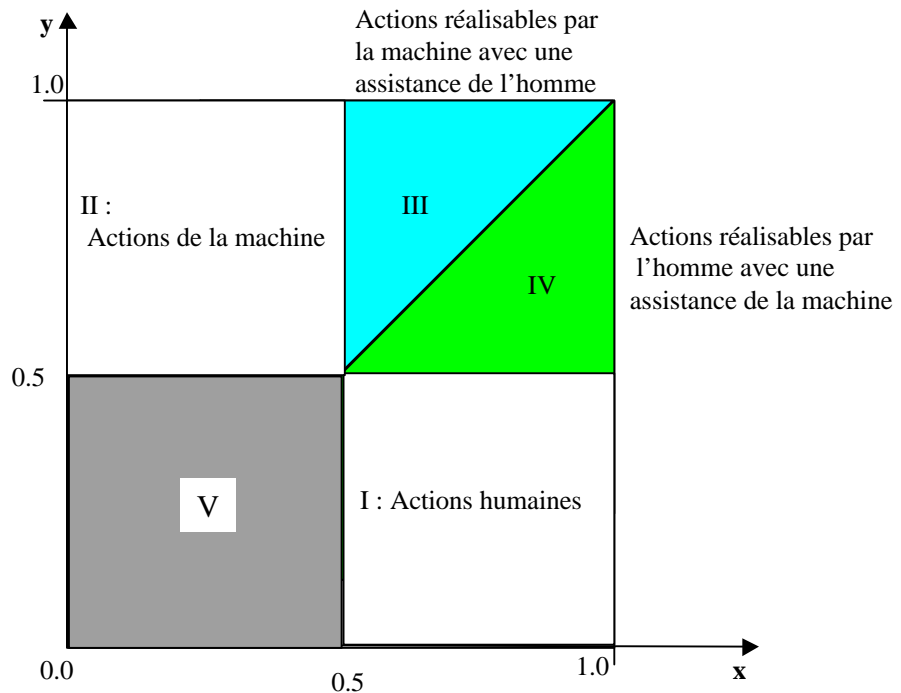 y
Actions réalisables par
la machine avec une
assistance de l’homme
1.0
II :
Actions de la machine
III
IV
Actions réalisables par
l’homme avec une
assistance de la machine
0.5
V
I : Actions humaines
0.0
0.5
1.0
x